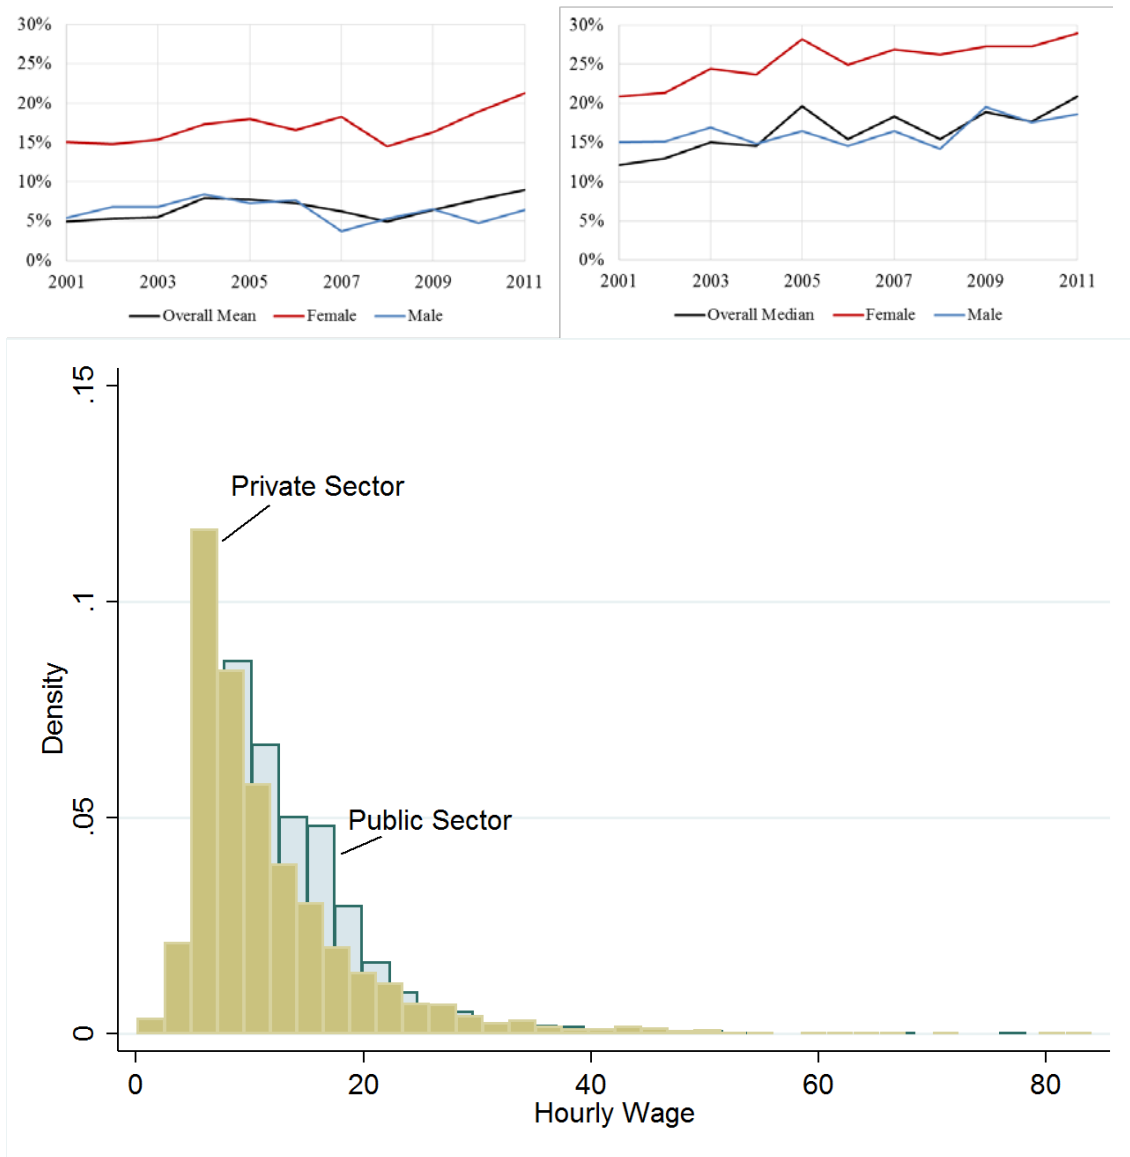 30%
25%
20%
15%
10%
5%
0%
2001 2003 2005 2007 2009 2011
Overall Mean Female Male
30%
25%
20%
15%
10%
5%
0%
2001 2003 2005 2007 2009 2011
Overall Median Female Male
.15
.1
.05
0
Density
Private Sector
Public Sector
0 20 40 60 80
Hourly Wage